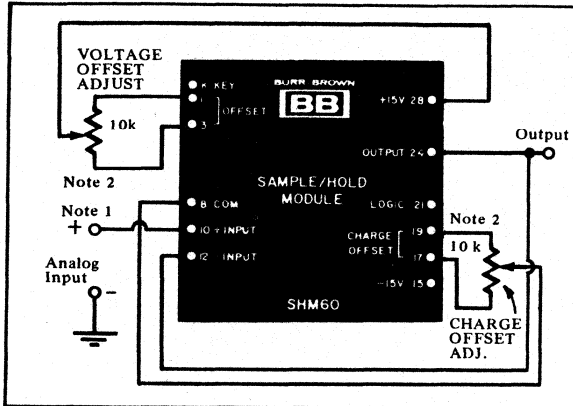 VOLTAGE
OFFSET
ADJUST
10k
Note 2
Note 1
+
Analog
Input
-
K KEY
1
OFFSET
3
BURR BROWN
BB
+15V 28
OUTPUT 24
Output
SAMPLE/HOLD
MODULE
8 COM
10 + INPUT
12 INPUT
LOGIC 21
19
CHARGE
OFFSET
17
-15V 15
SHM60
Note 2
10 k
CHARGE
OFFSET
ADJ.